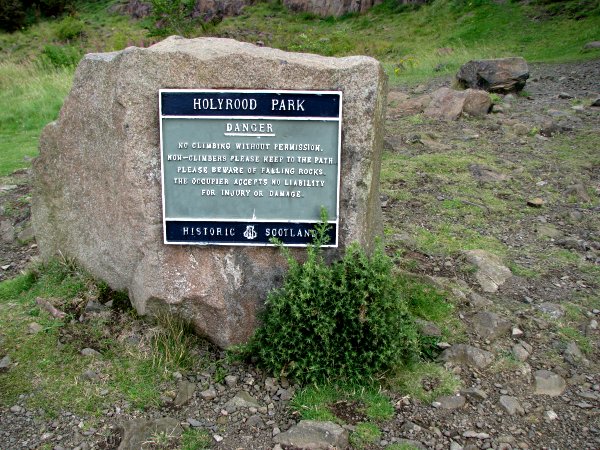 HOLYROOD PARK
DANGER
NO CLIMBING WITHOUT PERMISSION.
NON-CLIMBERS PLEASE KEEP TO THE PATH.
PLEASE BEWARE OF FALLING ROCKS.
THE OCCUPIER ACCEPTS NO LIABILITY
FOR INJURY OR DAMAGE.
HISTORIC SCOTLAND